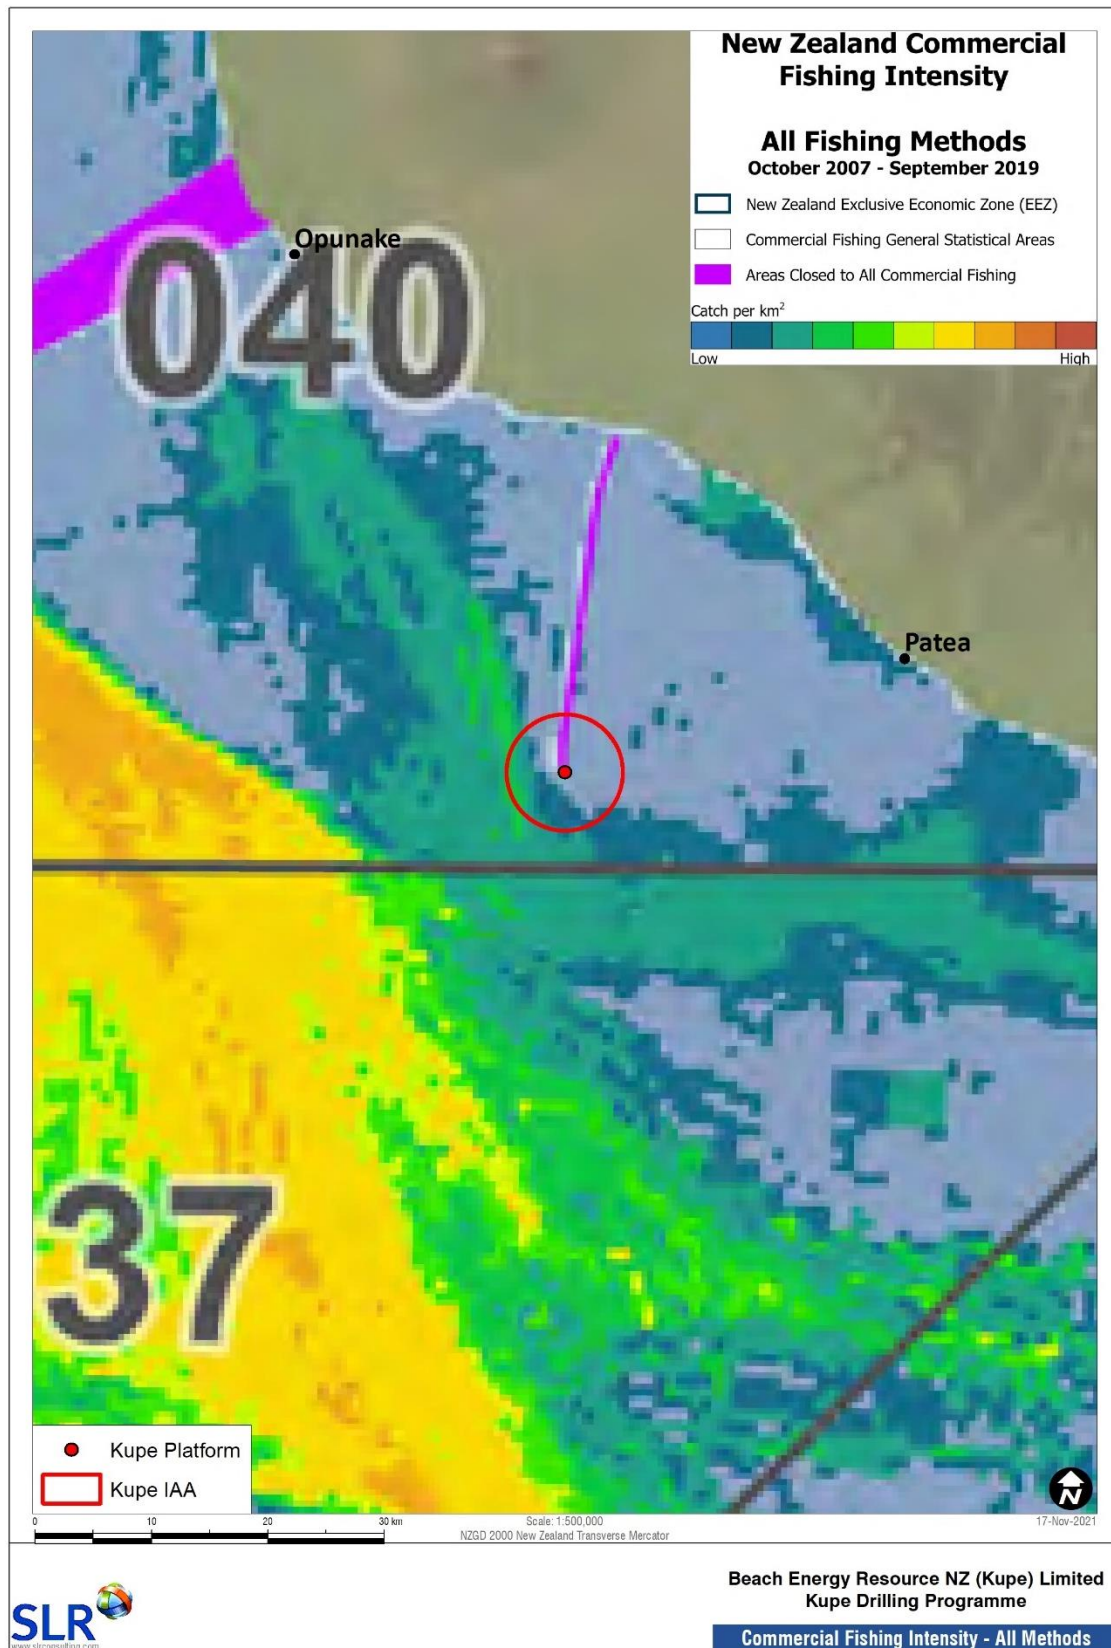 New Zealand Commercial
Fishing Intensity
All Fishing Methods
October 2007 - September 2019
New Zealand Exclusive Economic Zone (EEZ)
Commercial Fishing General Statistical Areas
Areas Closed to All Commercial Fishing
Catch per km²
Low High
Opunake
040
Patea
37
Kupe Platform
Kupe IAA
N
0 10 20 30 km
Scale: 1:500,000
NZGD 2000 New Zealand Transverse Mercator
17-Nov-2021
SLR
www.slrconsulting.com
Beach Energy Resource NZ (Kupe) Limited
Kupe Drilling Programme
Commercial Fishing Intensity - All Methods